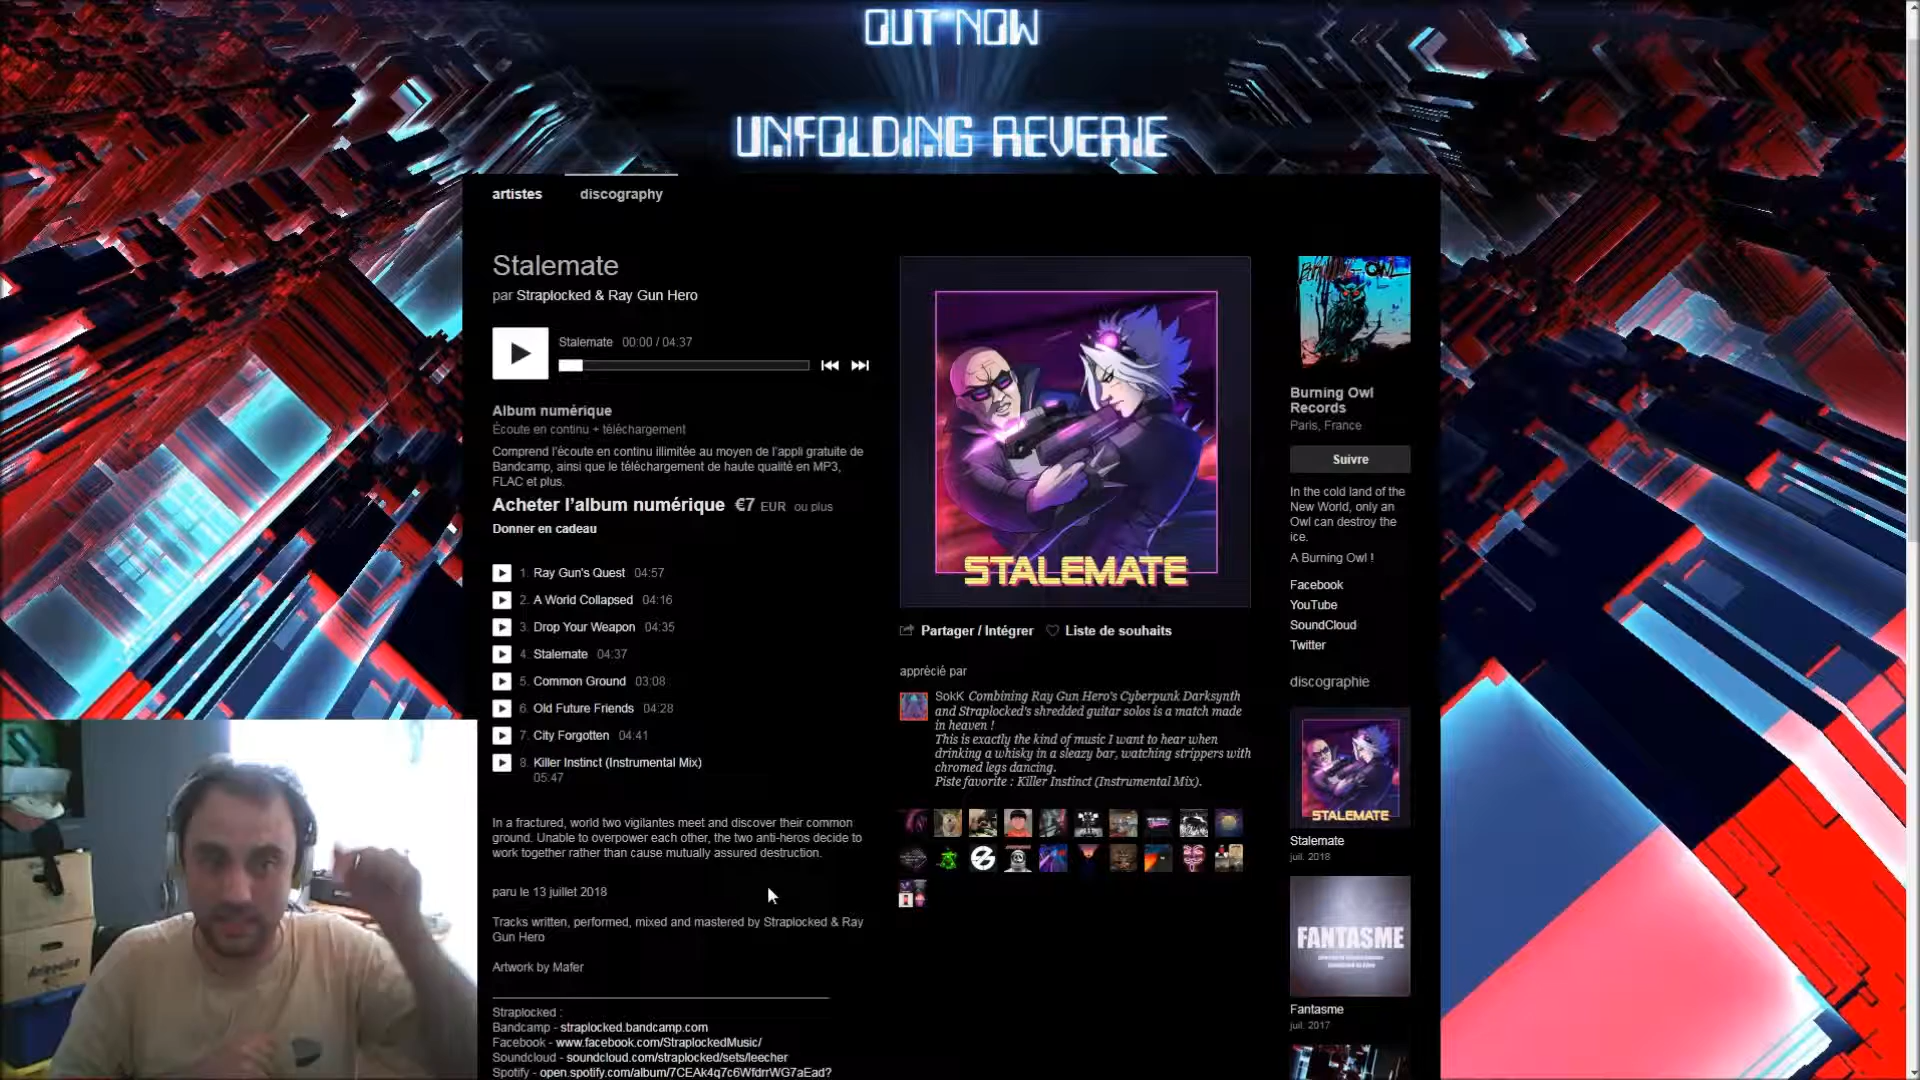 OUT NOW
UNFOLDING REVERIE
artistes
discography
Stalemate
par Straplocked & Ray Gun Hero
Stalemate 00:00 / 04:37
Album numérique
Écoute en continu + téléchargement
Comprend l'écoute en continu illimitée au moyen de l'appli gratuite de
Bandcamp, ainsi que le téléchargement de haute qualité en MP3,
FLAC et plus.
Acheter l'album numérique €7 EUR ou plus
Donner en cadeau
1. Ray Gun's Quest 04:57
2. A World Collapsed 04:16
3. Drop Your Weapon 04:35
4. Stalemate 04:37
5. Common Ground 03:08
6. Old Future Friends 04:28
7. City Forgotten 04:41
8. Killer Instinct (Instrumental Mix)
05:47
In a fractured, world two vigilantes meet and discover their common
ground. Unable to overpower each other, the two anti-heros decide to
work together rather than cause mutually assured destruction.
paru le 13 juillet 2018
Tracks written, performed, mixed and mastered by Straplocked & Ray
Gun Hero
Artwork by Mafer
Straplocked :
Bandcamp - straplocked.bandcamp.com
Facebook - www.facebook.com/StraplockedMusic/
Soundcloud - soundcloud.com/straplocked/sets/leecher
Spotify - open.spotify.com/album/7CEAk4q7c6WfdrrWG7aEad?
STALEMATE
Partager / Intégrer
Liste de souhaits
apprécié par
SokK Combining Ray Gun Hero's Cyberpunk Darksynth
and Straplocked's shredded guitar solos is a match made
in heaven !
This is exactly the kind of music I want to hear when
drinking a whisky in a sleazy bar, watching strippers with
chromed legs dancing.
Piste favorite : Killer Instinct (Instrumental Mix).
Burning Owl
Records
Paris, France
Suivre
In the cold land of the
New World, only an
Owl can destroy the
ice.
A Burning Owl !
Facebook
YouTube
SoundCloud
Twitter
discographie
STALEMATE
Stalemate
juil. 2018
FANTASME
Fantasme
juil. 2017